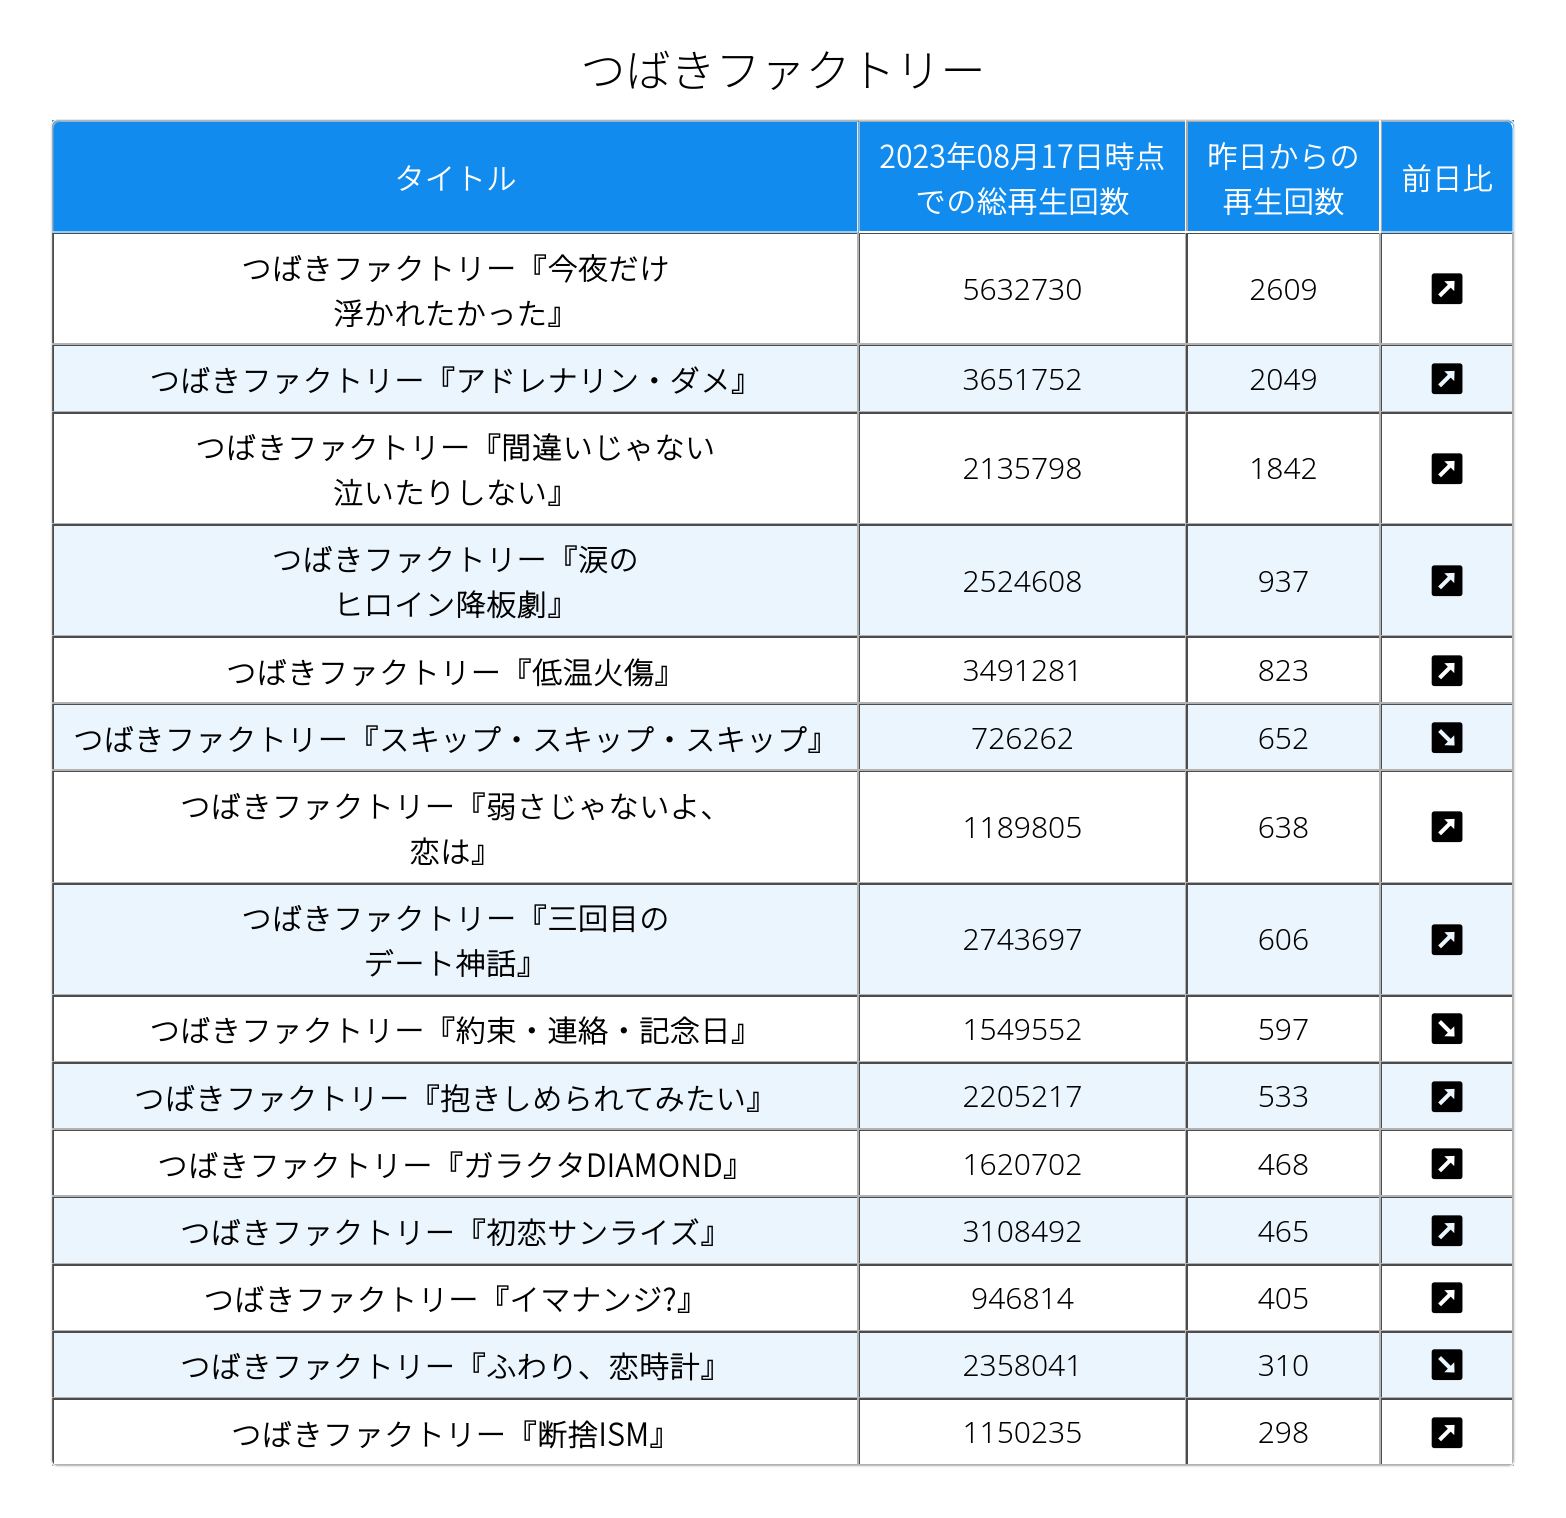 つばきファクトリー
タイトル
2023年08月17日時点
での総再生回数
昨日からの
再生回数
前日比
つばきファクトリー『今夜だけ
浮かれたかった』
5632730
2609
つばきファクトリー『アドレナリン・ダメ』
3651752
2049
つばきファクトリー『間違いじゃない
泣いたりしない』
2135798
1842
つばきファクトリー『涙の
ヒロイン降板劇』
2524608
937
つばきファクトリー『低温火傷』
3491281
823
つばきファクトリー『スキップ・スキップ・スキップ』
726262
652
つばきファクトリー『弱さじゃないよ、
恋は』
1189805
638
つばきファクトリー『三回目の
デート神話』
2743697
606
つばきファクトリー『約束・連絡・記念日』
1549552
597
つばきファクトリー『抱きしめられてみたい』
2205217
533
つばきファクトリー『ガラクタDIAMOND』
1620702
468
つばきファクトリー『初恋サンライズ』
3108492
465
つばきファクトリー『イマナンジ?』
946814
405
つばきファクトリー『ふわり、恋時計』
2358041
310
つばきファクトリー『断捨ISM』
1150235
298